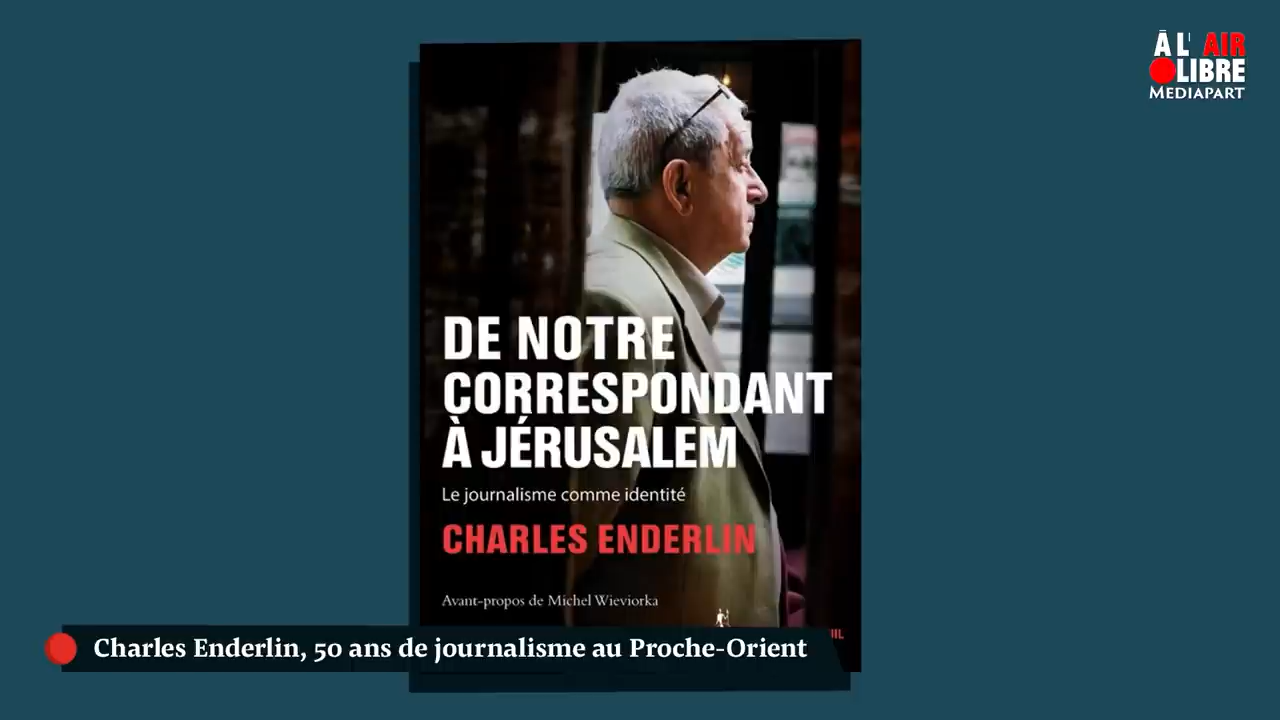 À L' AIR
LIBRE
MEDIAPART
DE NOTRE
CORRESPONDANT
À JÉRUSALEM
Le journalisme comme identité
CHARLES ENDERLIN
Avant-propos de Michel Wieviorka
Charles Enderlin, 50 ans de journalisme au Proche-Orient